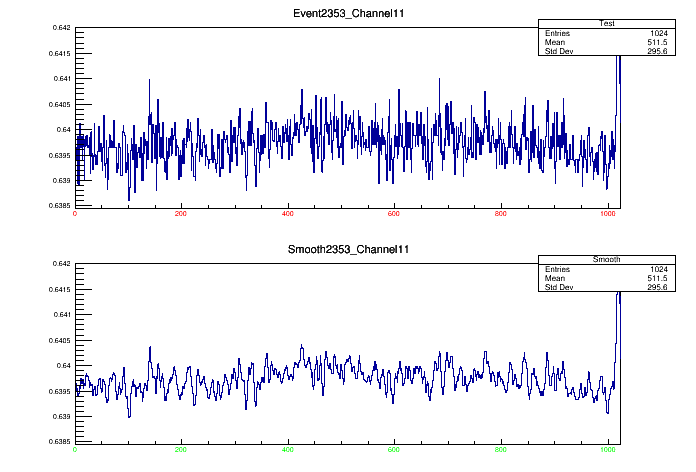 Event2353_Channel11
Test
Entries 1024
Mean 511.5
Std Dev 295.6
0.642
0.6415
0.641
0.6405
0.64
0.6395
0.639
0.6385
0 200 400 600 800 1000
Smooth2353_Channel11
Smooth
Entries 1024
Mean 511.5
Std Dev 295.6
0.642
0.6415
0.641
0.6405
0.64
0.6395
0.639
0.6385
0 200 400 600 800 1000